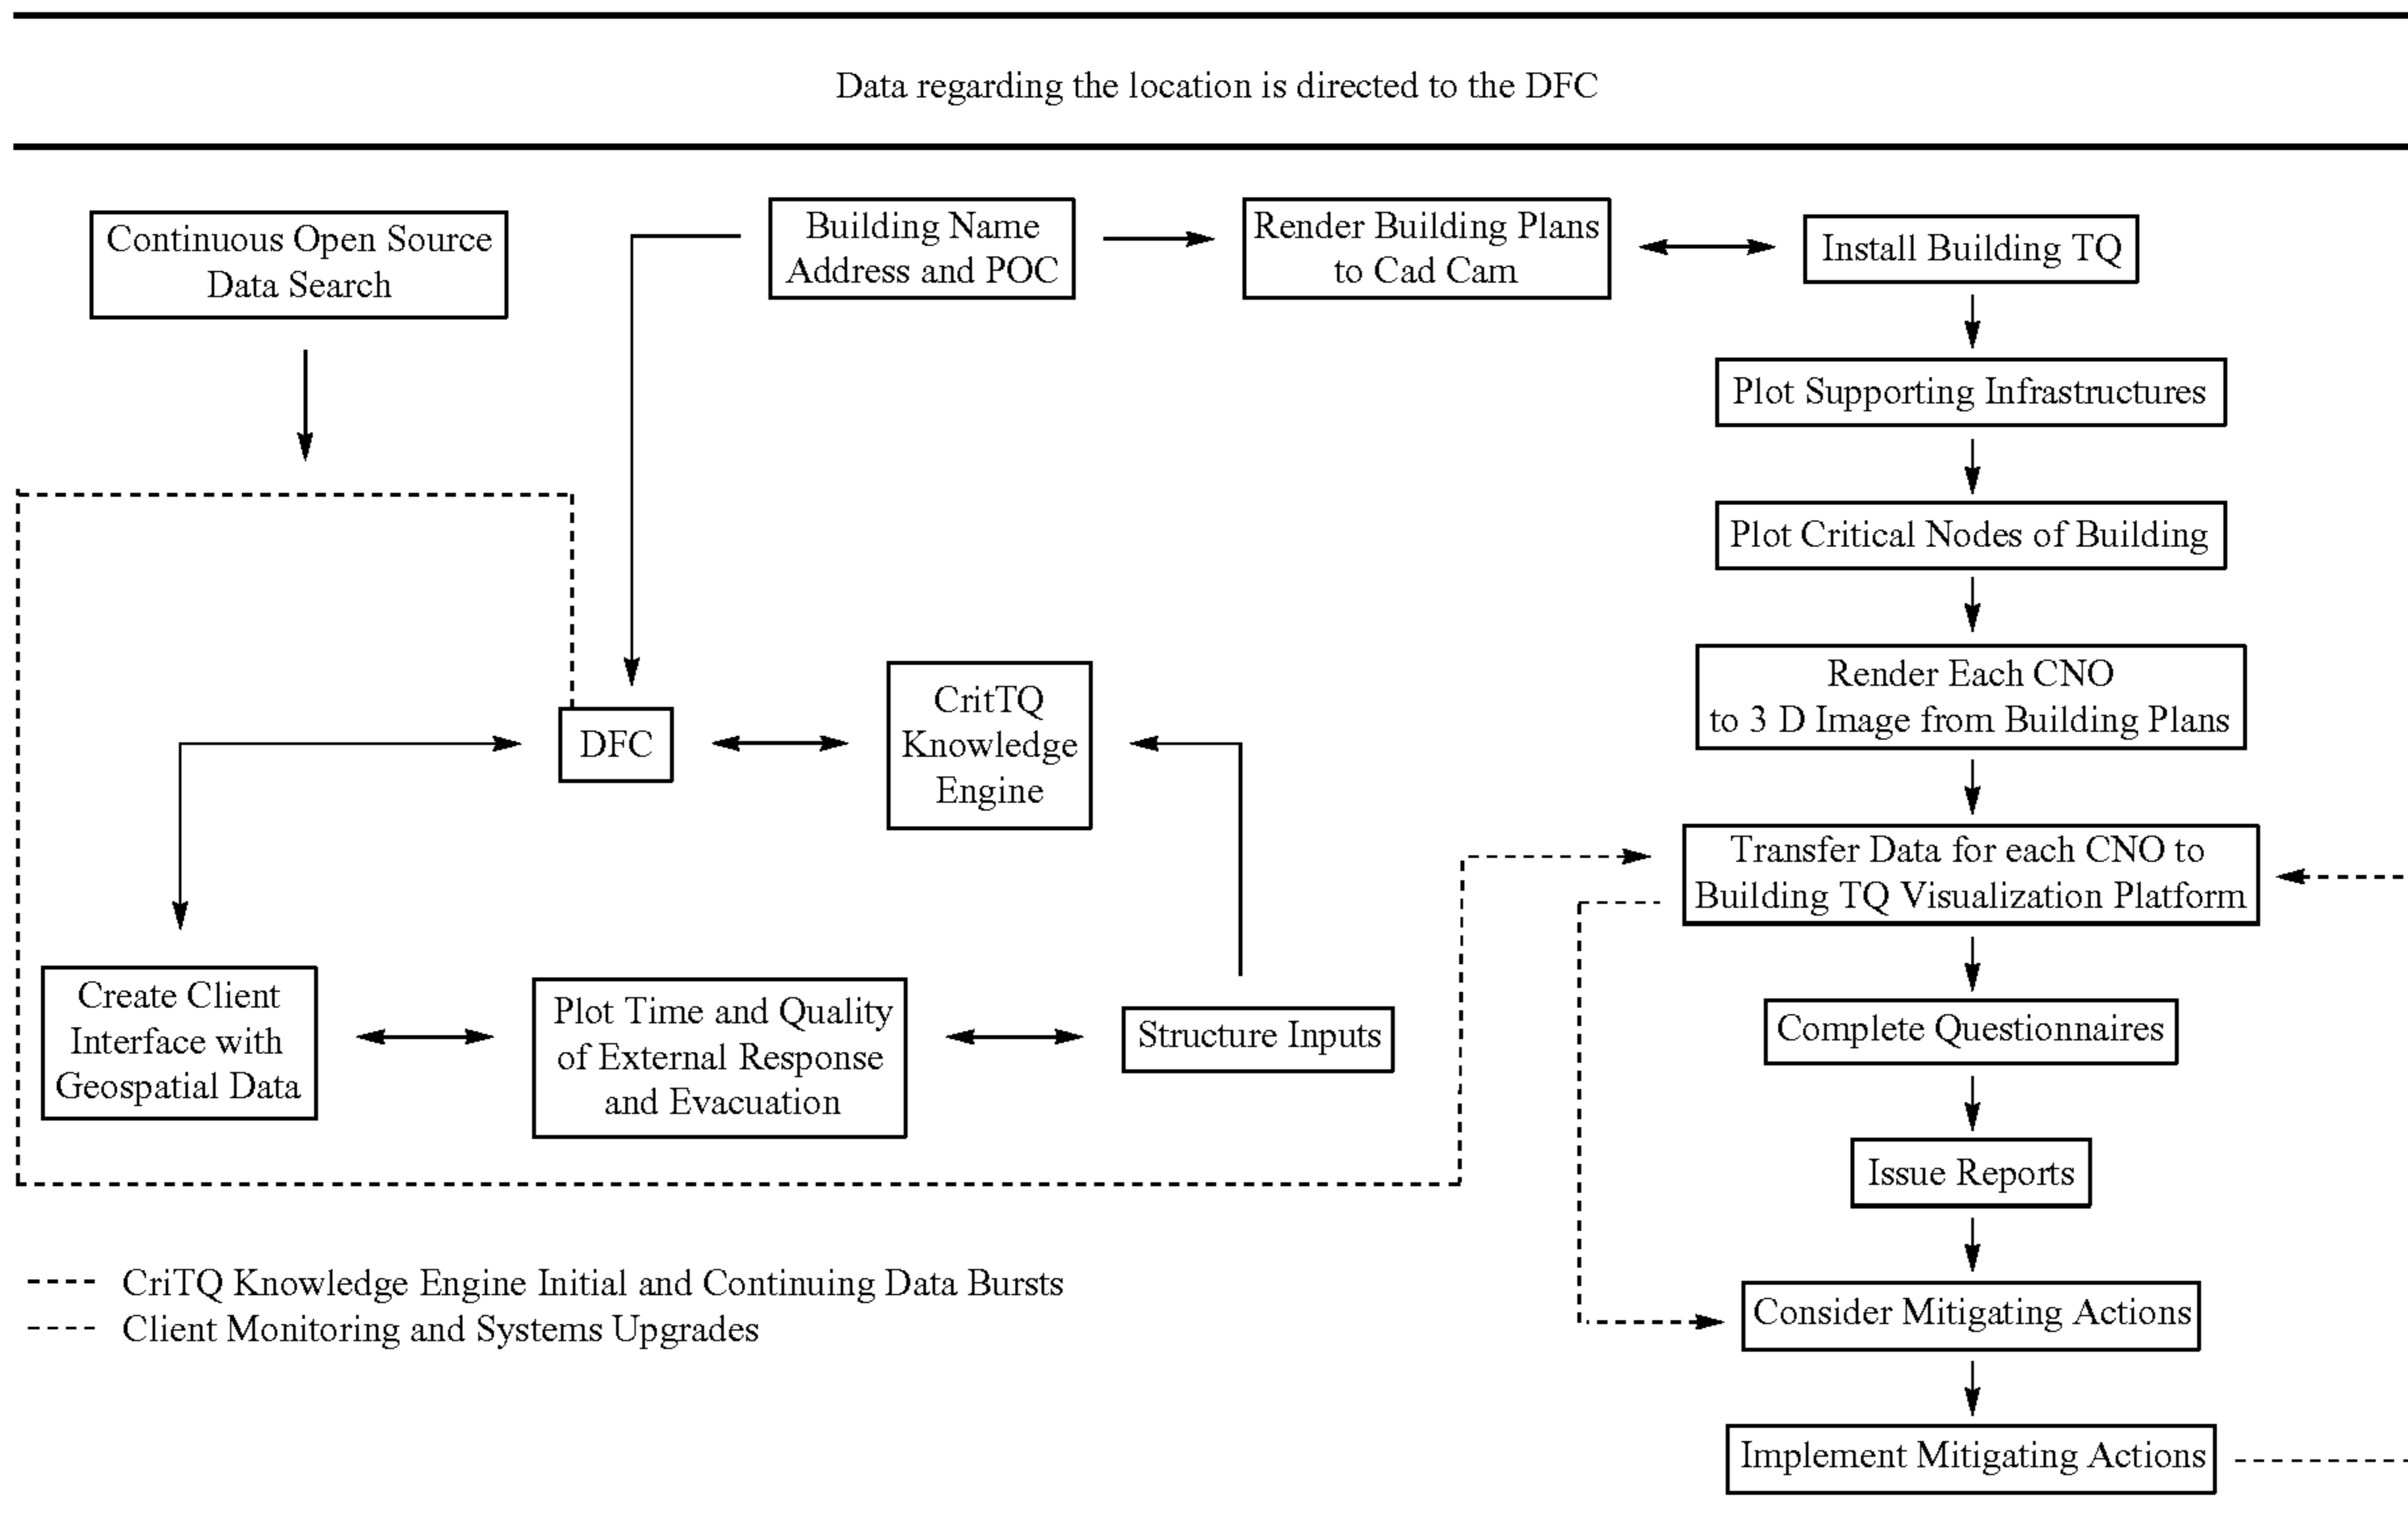 Data regarding the location is directed to the DFC
Continuous Open Source
Data Search
Building Name
Address and POC
Render Building Plans
to Cad Cam
Install Building TQ
Plot Supporting Infrastructures
Plot Critical Nodes of Building
Render Each CNO
to 3 D Image from Building Plans
DFC
CritTQ
Knowledge
Engine
Transfer Data for each CNO to
Building TQ Visualization Platform
Create Client
Interface with
Geospatial Data
Plot Time and Quality
of External Response
and Evacuation
Structure Inputs
Complete Questionnaires
Issue Reports
Consider Mitigating Actions
Implement Mitigating Actions
CriTQ Knowledge Engine Initial and Continuing Data Bursts
Client Monitoring and Systems Upgrades